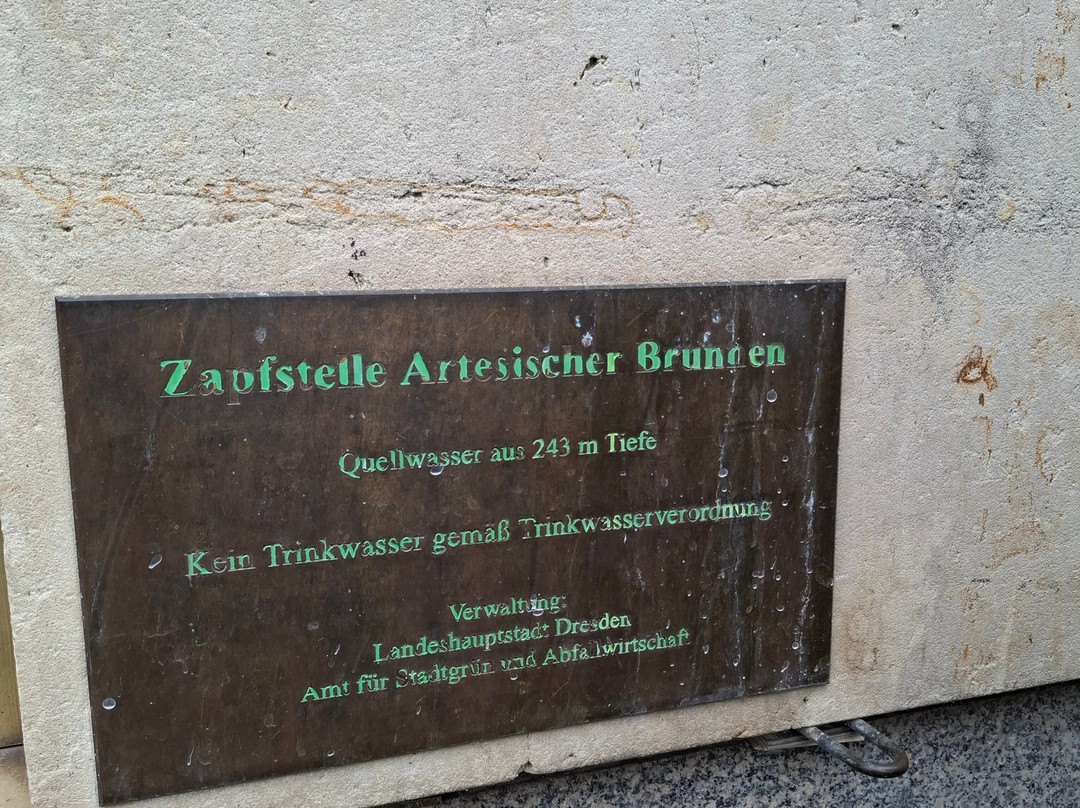 Zapfstelle Artesischer Brunnen
Quellwasser aus 243 m Tiefe
Kein Trinkwasser gemäß Trinkwasserverordnung
Verwaltung:
Landeshauptstadt Dresden
Amt für Stadtgrün und Abfallwirtschaft